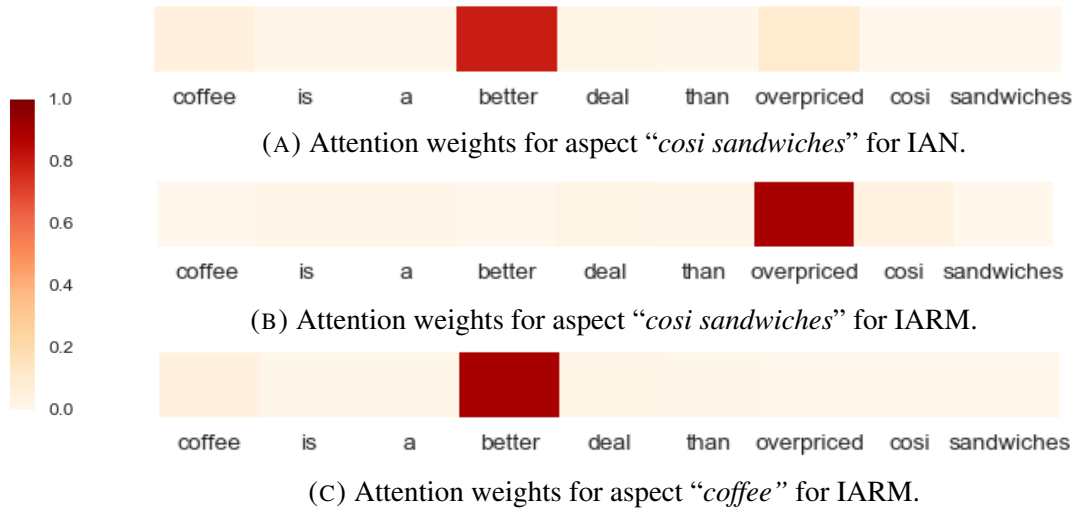 coffee is a better deal than overpriced cosi sandwiches
(A) Attention weights for aspect “cosi sandwiches” for IAN.
1.0
0.8
0.6
0.4
0.2
0.0
coffee is a better deal than overpriced cosi sandwiches
(B) Attention weights for aspect “cosi sandwiches” for IARM.
coffee is a better deal than overpriced cosi sandwiches
(C) Attention weights for aspect “coffee” for IARM.